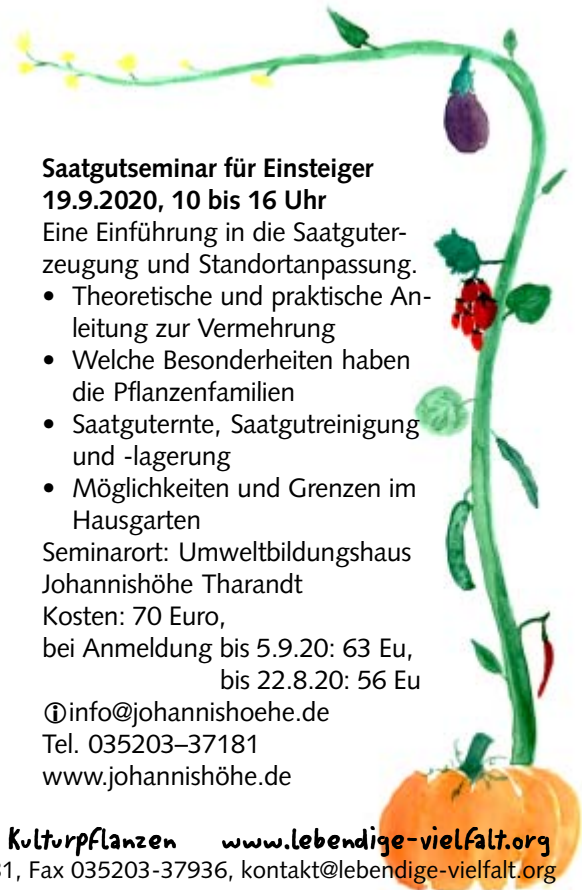 Saatgutseminar für Einsteiger
19.9.2020, 10 bis 16 Uhr
Eine Einführung in die Saatguter-
zeugung und Standortanpassung.
• Theoretische und praktische An-
leitung zur Vermehrung
• Welche Besonderheiten haben
die Pflanzenfamilien
• Saatguternte, Saatgutreinigung
und -lagerung
• Möglichkeiten und Grenzen im
Hausgarten
Seminarort: Umweltbildungshaus
Johannishöhe Tharandt
Kosten: 70 Euro,
bei Anmeldung bis 5.9.20: 63 Eu,
bis 22.8.20: 56 Eu
ⓘinfo@johannishoehe.de
Tel. 035203–37181
www.johannishöhe.de
Kulturpflanzen www.lebendige-vielfalt.org
1, Fax 035203-37936, kontakt@lebendige-vielfalt.org